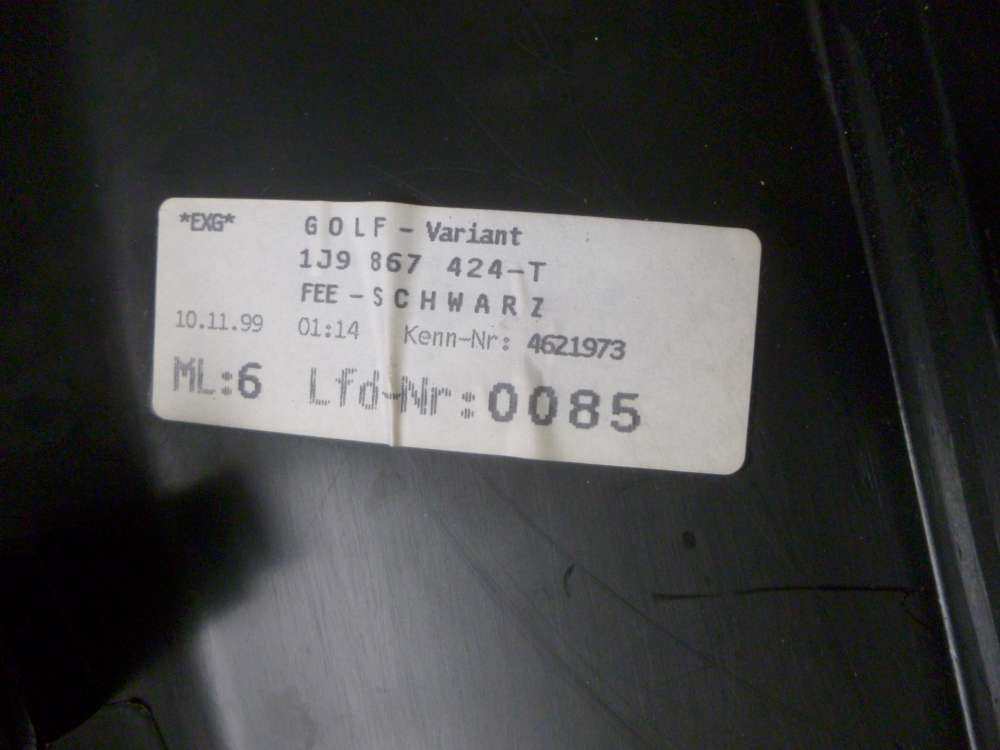 *EXG* GOLF - Variant
1J9 867 424-T
FEE - SCHWARZ
10.11.99 01:14 Kenn-Nr: 4621973
ML:6 Lfd-Nr:0085